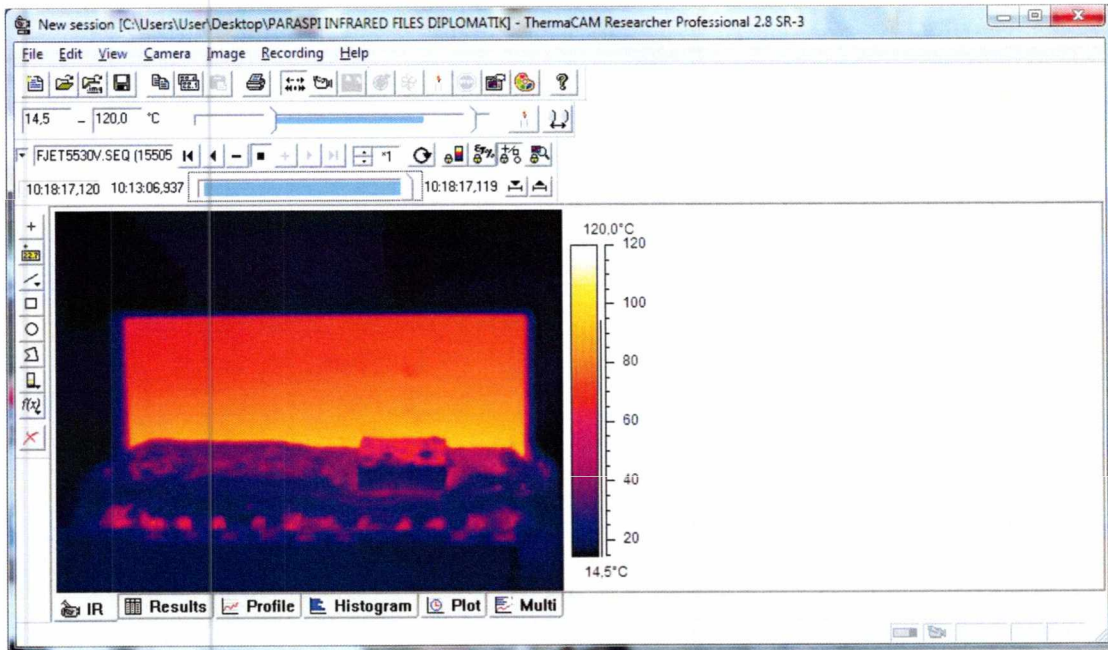 New session [C:\Users\User\Desktop\PARASPI INFRARED FILES DIPLOMATIK] - ThermaCAM Researcher Professional 2.8 SR-3
File Edit View Camera Image Recording Help
14,5 - 120,0 °C
FJET5530V.SEQ (15505 *1
10:18:17,120 10:13:06,937 10:18:17,119
120.0°C
120
100
80
60
40
20
14.5°C
f(x)
IR Results Profile Histogram Plot Multi